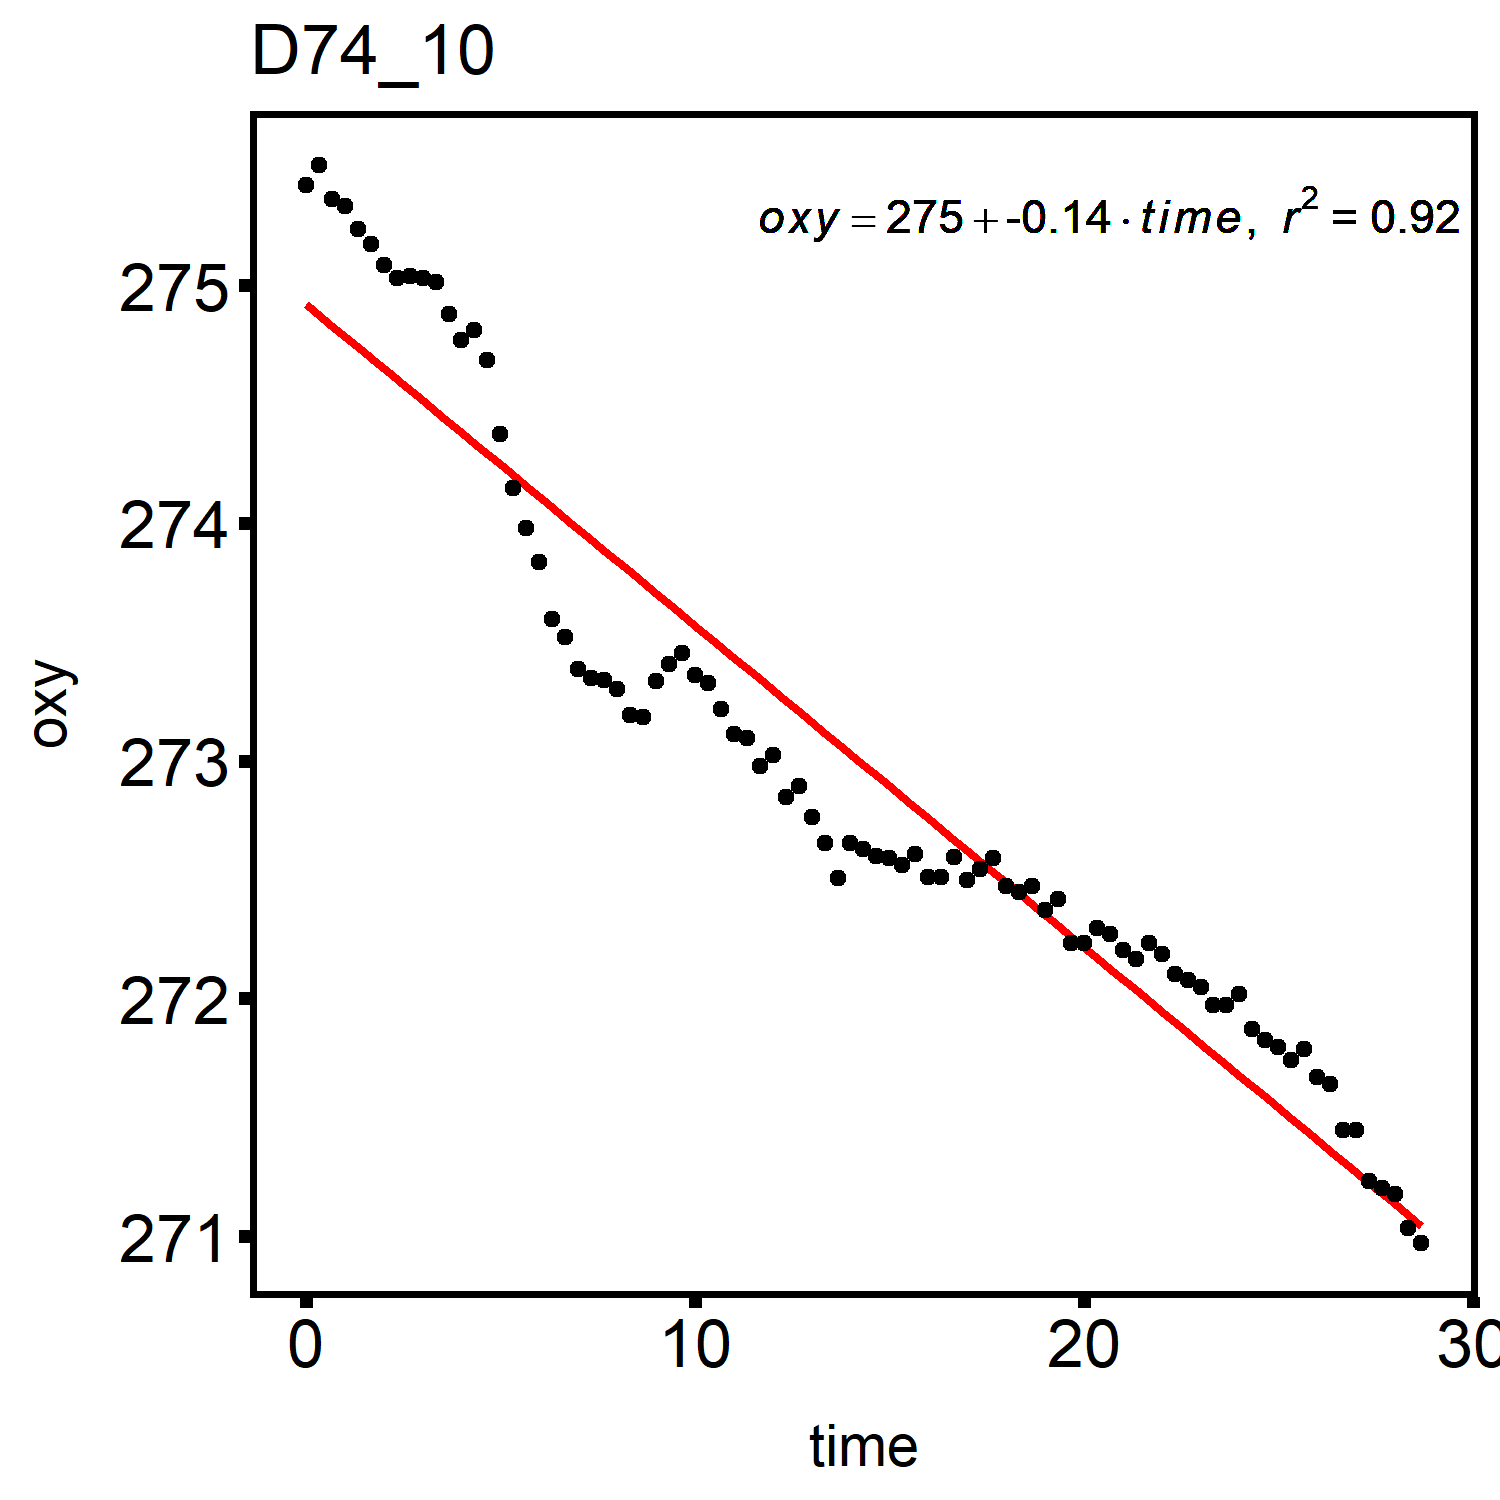 D74_10
oxy = 275 + -0.14 · time, r² = 0.92
275
274
273
272
271
oxy
0 10 20 30
time